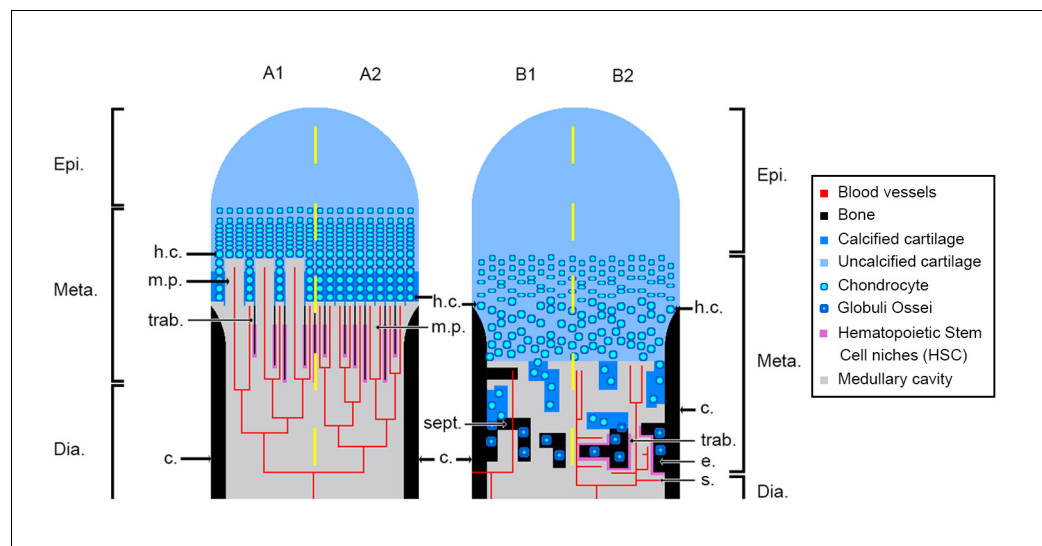 A1
A2
B1
B2
Epi.
Meta.
Dia.
h.c.
m.p.
trab.
c.
h.c.
m.p.
c.
sept.
h.c.
c.
trab.
e.
s.
Epi.
Meta.
Dia.
Blood vessels
Bone
Calcified cartilage
Uncalcified cartilage
Chondrocyte
Globuli Ossei
Hematopoietic Stem
Cell niches (HSC)
Medullary cavity